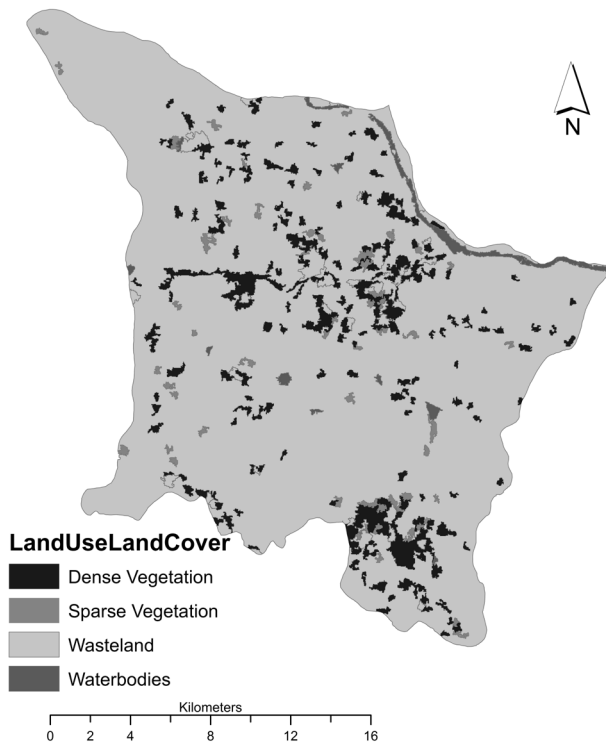 N
LandUseLandCover
Dense Vegetation
Sparse Vegetation
Wasteland
Waterbodies
Kilometers
0 2 4 8 12 16